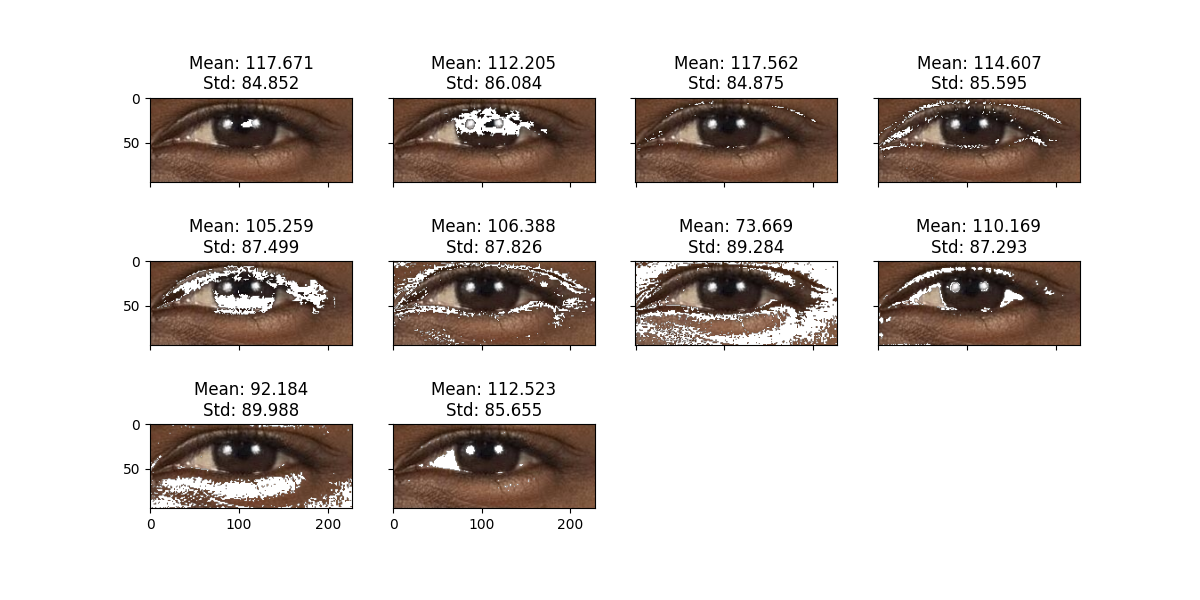 Mean: 117.671
Std: 84.852
Mean: 112.205
Std: 86.084
Mean: 117.562
Std: 84.875
Mean: 114.607
Std: 85.595
0
50
Mean: 105.259
Std: 87.499
Mean: 106.388
Std: 87.826
Mean: 73.669
Std: 89.284
Mean: 110.169
Std: 87.293
0
50
Mean: 92.184
Std: 89.988
Mean: 112.523
Std: 85.655
0
50
0 100 200
0 100 200